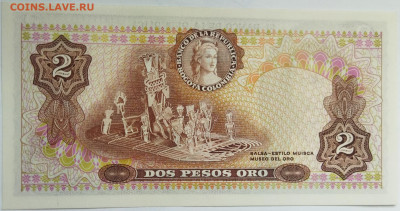 COINS.LAVE.RU
BANCO DE LA REPUBLICA
BOGOTA COLOMBIA
2
2
BALSA-ESTILO MUISCA
MUSEO DEL ORO
DOS PESOS ORO